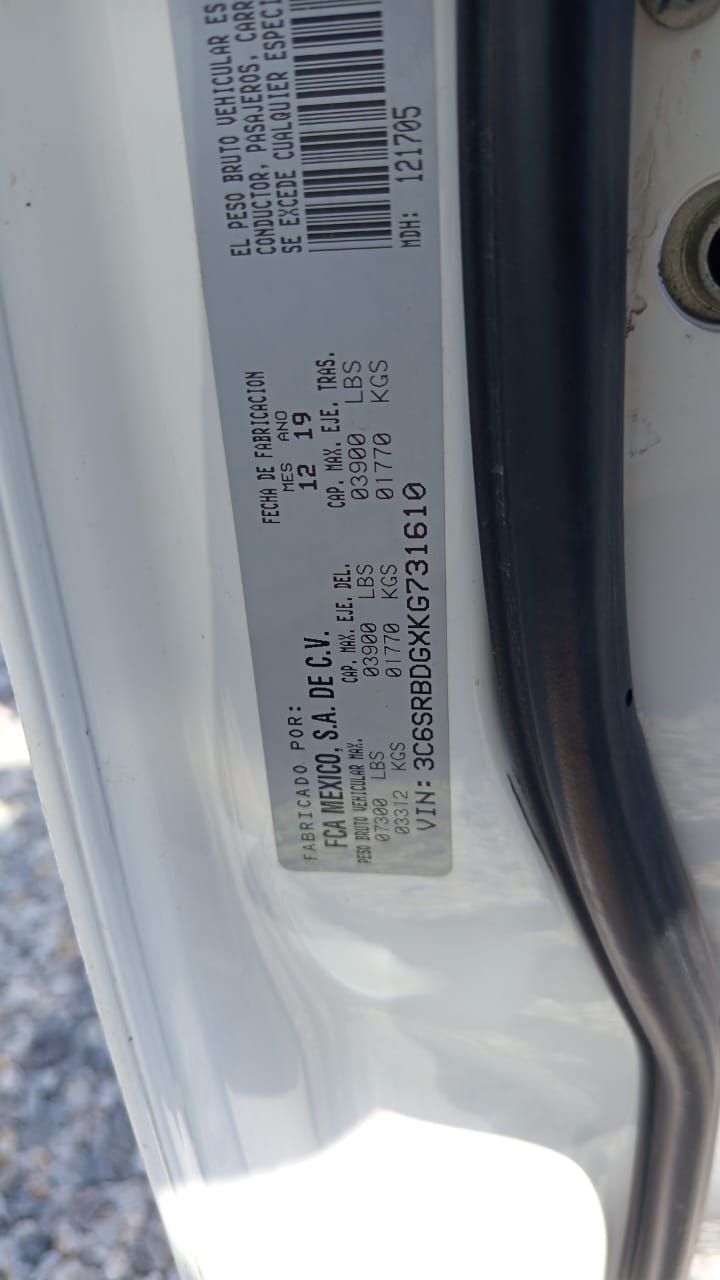 FABRICADO POR:
FCA MEXICO, S.A. DE C.V.
FECHA DE FABRICACION
MES ANO
12 19
PESO BRUTO VEHICULAR MAX.
07300 LBS
03312 KGS
CAP. MAX. EJE. DEL.
03900 LBS
01770 KGS
CAP. MAX. EJE. TRAS.
03900 LBS
01770 KGS
VIN: 3C6SRBDGXKG731610
EL PESO BRUTO VEHICULAR ES
CONDUCTOR, PASAJEROS, CARR
SE EXCEDE CUALQUIER ESPECI
MDH: 121705